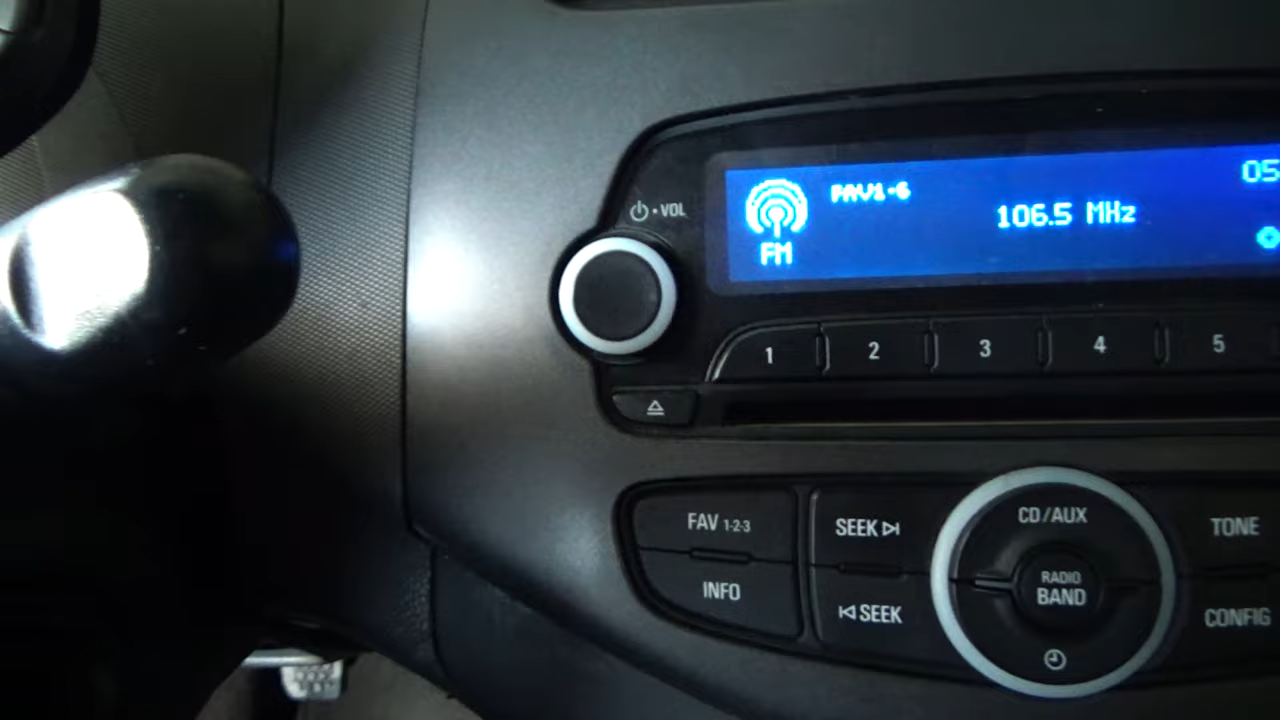 05
FAV1-6
106.5 MHz
FM
VOL
1 2 3 4 5
FAV 1-2-3
SEEK
CD/AUX
TONE
INFO
RADIO
BAND
SEEK
CONFIG